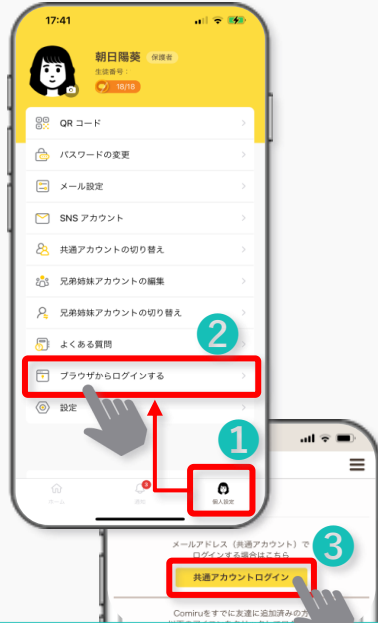 17:41
朝日陽葵 保護者
生徒番号：
18/18
QR コード
パスワードの変更
メール設定
SNS アカウント
共通アカウントの切り替え
兄弟姉妹アカウントの編集
兄弟姉妹アカウントの切り替え
2
よくある質問
ブラウザからログインする
設定
1
3
ホーム 通知 個人設定
メールアドレス（共通アカウント）で
ログインする場合はこちら
3
共通アカウントログイン
Comiruをすでに友達に追加済みの方